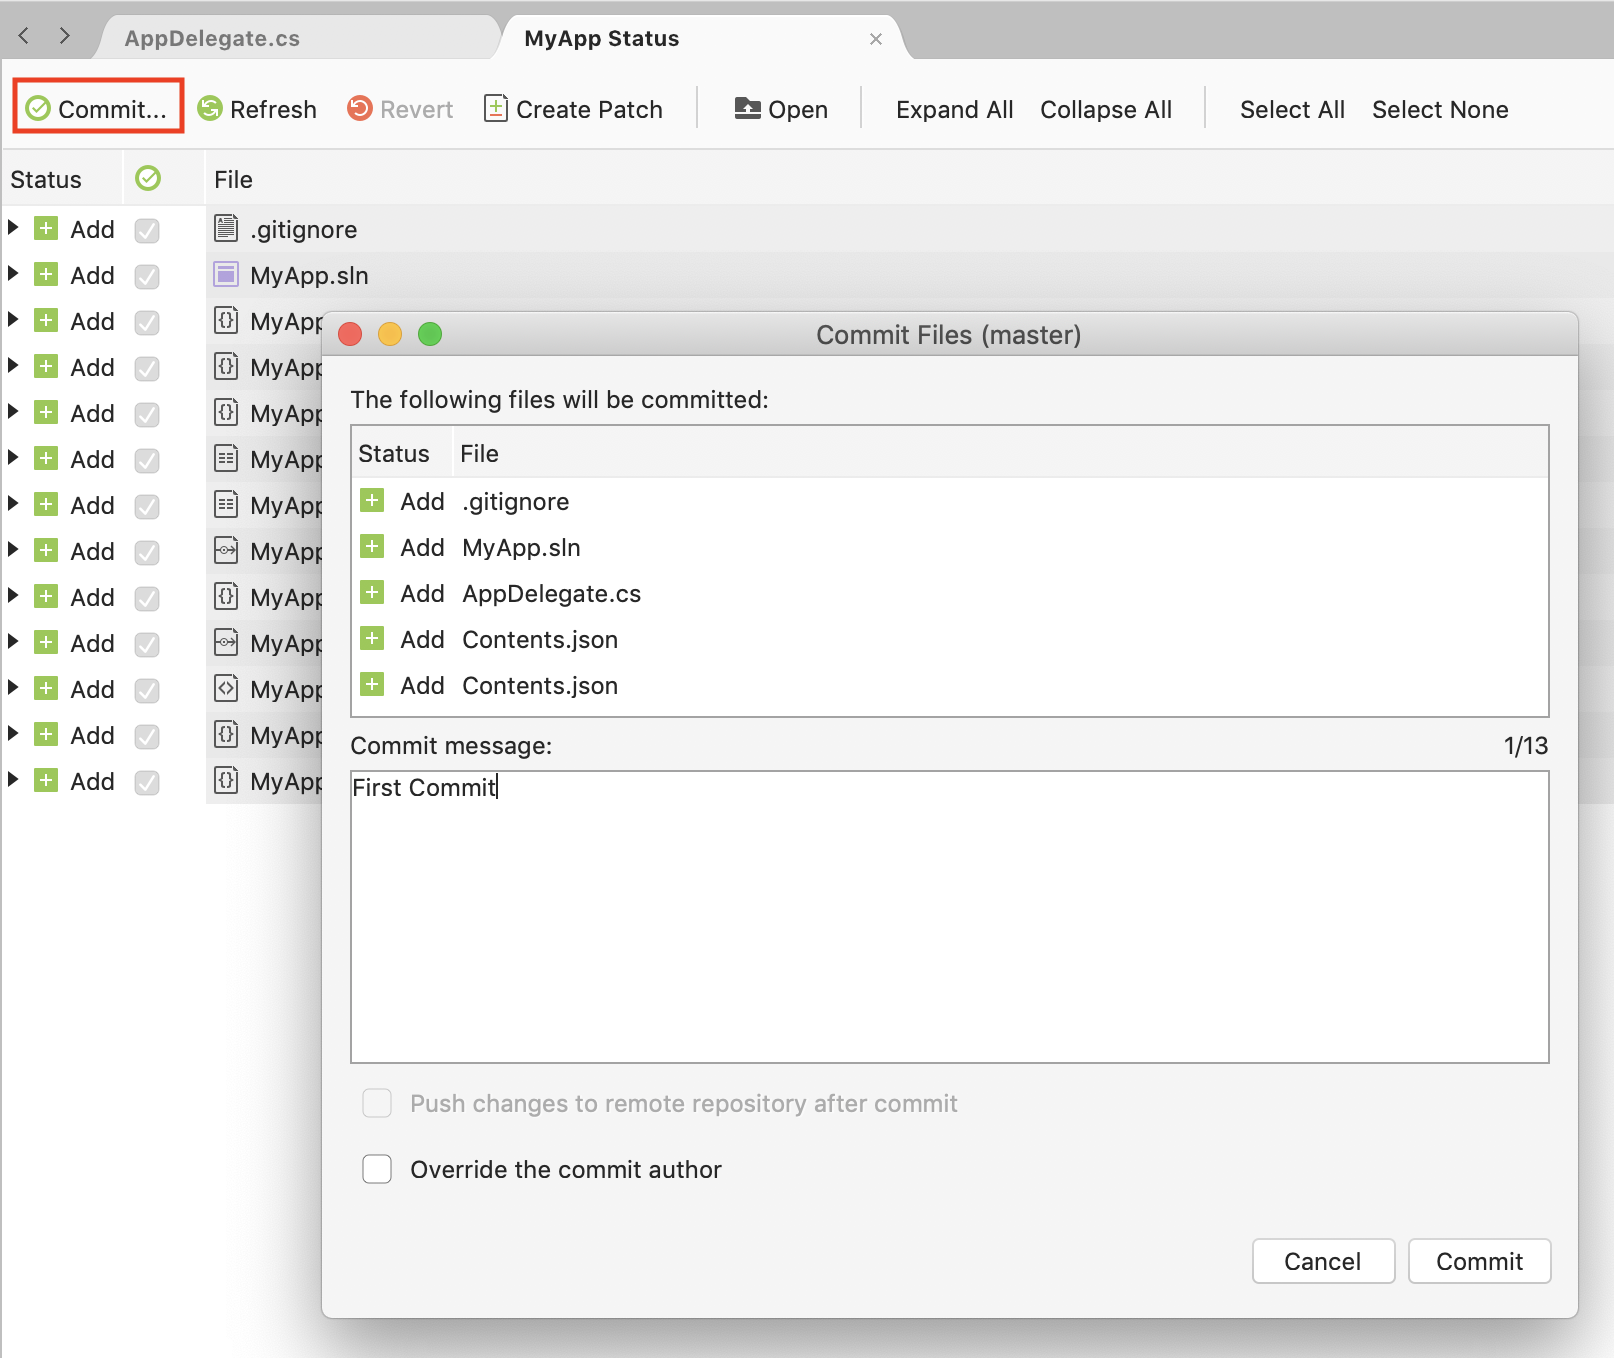 AppDelegate.cs MyApp Status
Commit... Refresh Revert Create Patch Open Expand All Collapse All Select All Select None
Status File
Add .gitignore
Add MyApp.sln
Add MyApp
Add MyApp
Add MyApp
Add MyApp
Add MyApp
Add MyApp
Add MyApp
Add MyApp
Add MyApp
Add MyApp
Add MyApp
Commit Files (master)
The following files will be committed:
Status File
Add .gitignore
Add MyApp.sln
Add AppDelegate.cs
Add Contents.json
Add Contents.json
Commit message: 1/13
First Commit
Push changes to remote repository after commit
Override the commit author
Cancel Commit